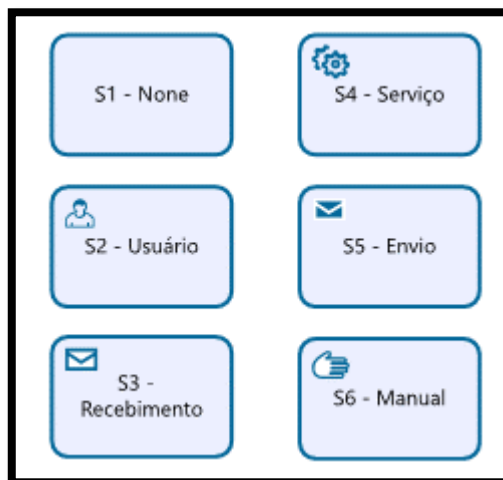 S1 - None
S4 - Serviço
S2 - Usuário
S5 - Envio
S3 -
Recebimento
S6 - Manual